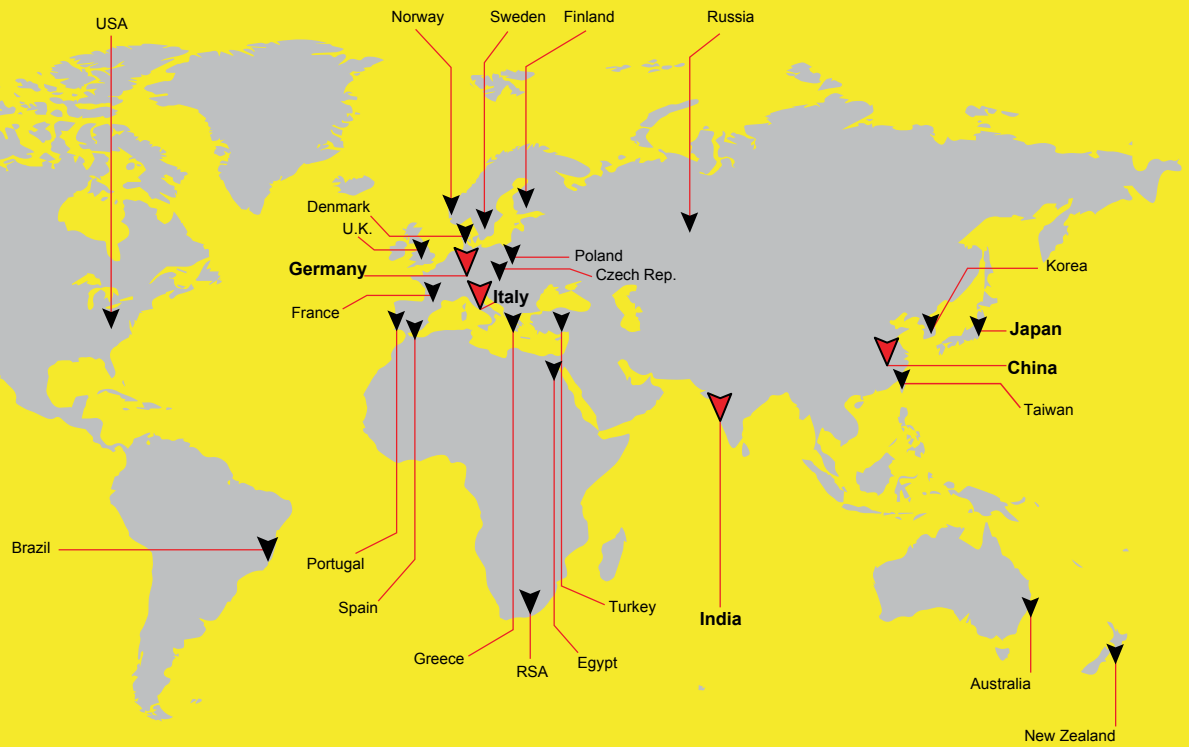 USA
Norway
Sweden
Finland
Russia
Denmark
U.K.
Germany
France
Italy
Poland
Czech Rep.
Korea
Japan
China
Taiwan
Brazil
Portugal
Spain
Greece
RSA
Egypt
Turkey
India
Australia
New Zealand